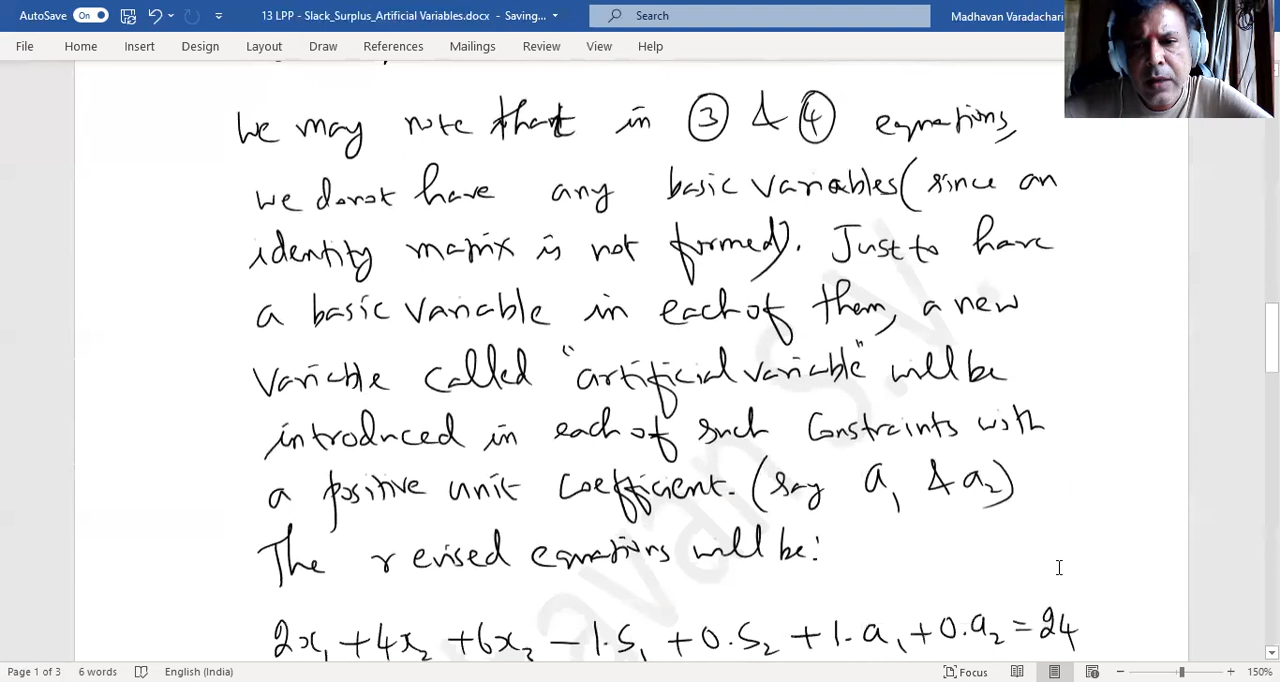 AutoSave On 13 LPP - Slack_Surplus_Artificial Variables.docx - Saving... Search Madhavan Varadachari
File Home Insert Design Layout Draw References Mailings Review View Help
We may note that in ③ & ④ equations,
we donot have any basic variables (since an
identity matrix is not formed). Just to have
a basic variable in each of them, a new
variable called "artificial variable" will be
introduced in each of such constraints with
a positive unit coefficient. (say a₁ & a₂)
The revised equations will be:
2x₁ + 4x₂ + 6x₃ - 1.S₁ + 0.S₂ + 1.a₁ + 0.a₂ = 24
Page 1 of 3 6 words English (India) Focus 150%